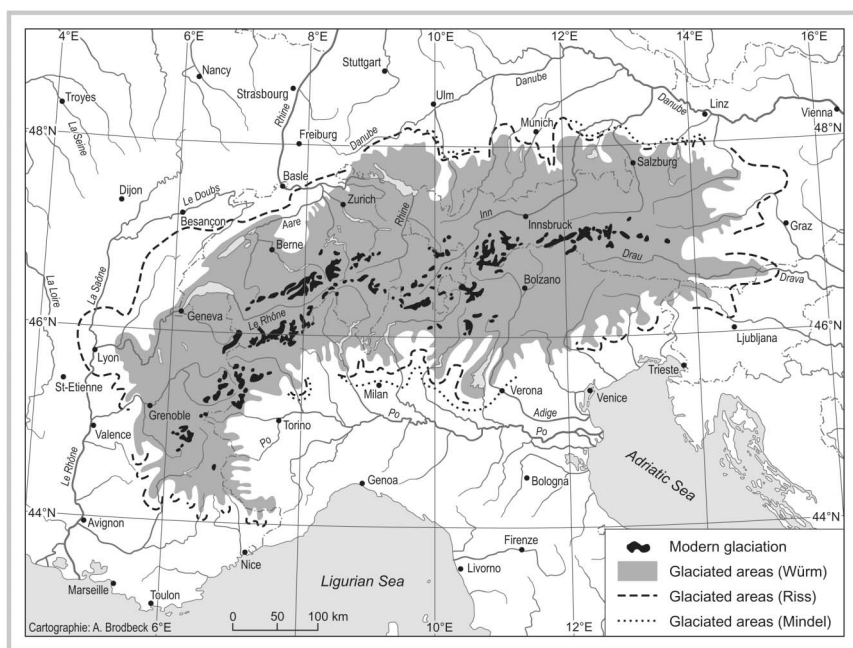 4°E 6°E 8°E 10°E 12°E 14°E 16°E
Nancy
Stuttgart
Troyes
Strasbourg
Ulm
Danube
Linz
Danube
Vienna
La Seine
Rhine
Munich
48°N
48°N
Freiburg
Danube
Salzburg
Basle
Dijon
Le Doubs
Zurich
Besançon
Rhine
Inn
Innsbruck
Graz
Aare
Berne
La Saône
Drau
Bolzano
Drava
La Loire
Le Rhône
46°N
Geneva
46°N
Ljubljana
Lyon
Trieste
St-Etienne
Milan
Verona
Venice
Grenoble
Adige
Torino
Po
Po
Po
Valence
Le Rhône
Adriatic Sea
Genoa
Bologna
44°N
44°N
Avignon
Firenze
Nice
Livorno
Marseille
Ligurian Sea
Toulon
Modern glaciation
Glaciated areas (Würm)
Glaciated areas (Riss)
Glaciated areas (Mindel)
0 50 100 km
Cartographie: A. Brodbeck 6°E
10°E
12°E